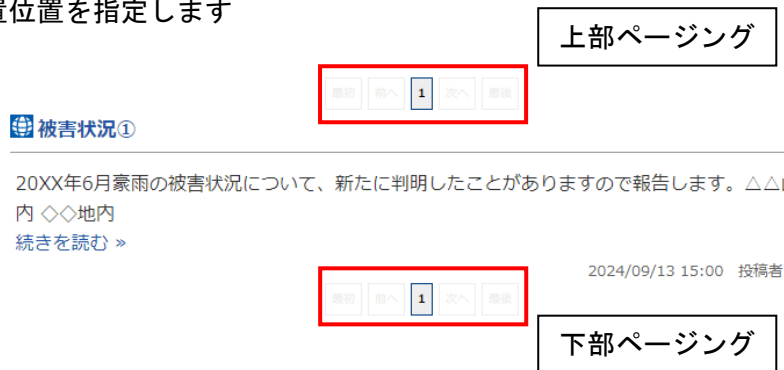 置位置を指定します
上部ページング
最初 前へ 1 次へ 最後
被害状況①
20XX年6月豪雨の被害状況について、新たに判明したことがありますので報告します。△△
内 ◇◇地内
続きを読む »
2024/09/13 15:00 投稿者
最初 前へ 1 次へ 最後
下部ページング